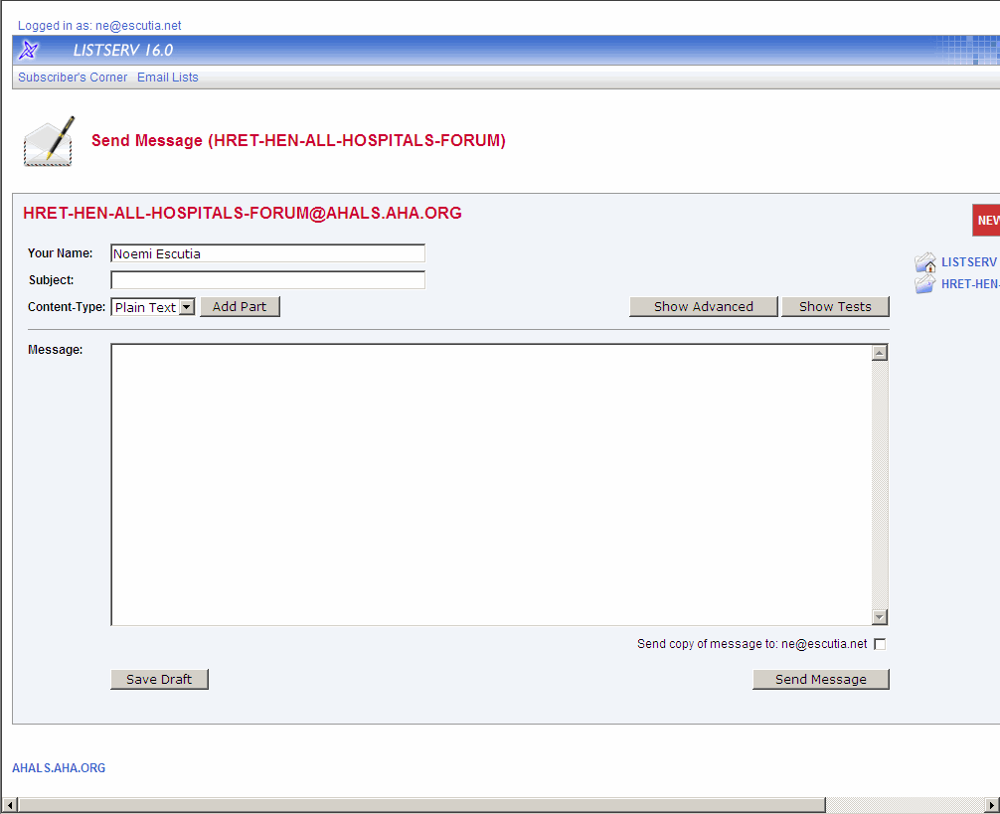 Logged in as: ne@escutia.net
LISTSERV 16.0
Subscriber's Corner Email Lists
Send Message (HRET-HEN-ALL-HOSPITALS-FORUM)
HRET-HEN-ALL-HOSPITALS-FORUM@AHALS.AHA.ORG
NEW
Your Name: Noemi Escutia
LISTSERV
Subject:
HRET-HEN-
Content-Type: Plain Text Add Part Show Advanced Show Tests
Message:
Send copy of message to: ne@escutia.net
Save Draft Send Message
AHALS.AHA.ORG